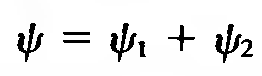 ψ = ψ₁ + ψ₂